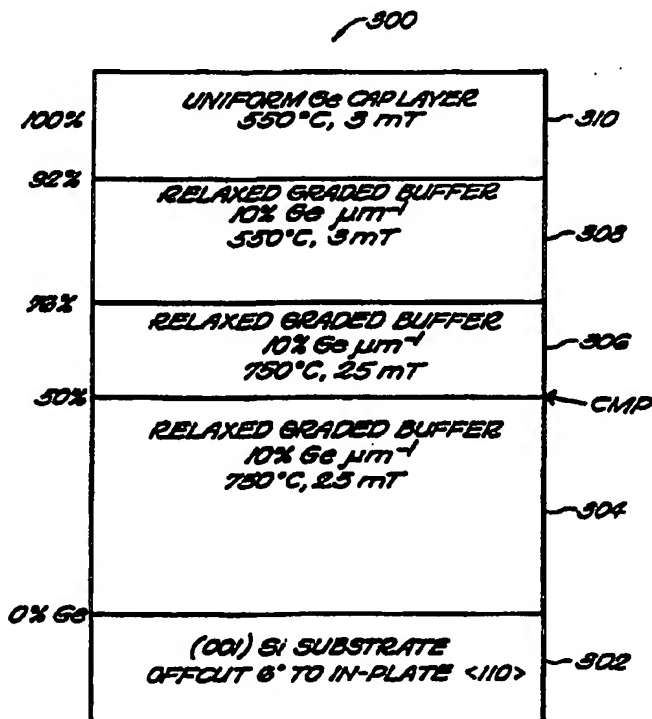 300
UNIFORM Ge CAP LAYER
550°C, 3 mT
100%
310
92%
RELAXED GRADED BUFFER
10% Ge μm⁻¹
550°C, 3mT
308
76%
RELAXED GRADED BUFFER
10% Ge μm⁻¹
750°C, 25 mT
306
50%
CMP
RELAXED GRADED BUFFER
10% Ge μm⁻¹
750°C, 25 mT
304
0% Ge
(001) Si SUBSTRATE
OFFCUT 6° TO IN-PLATE <110>
302